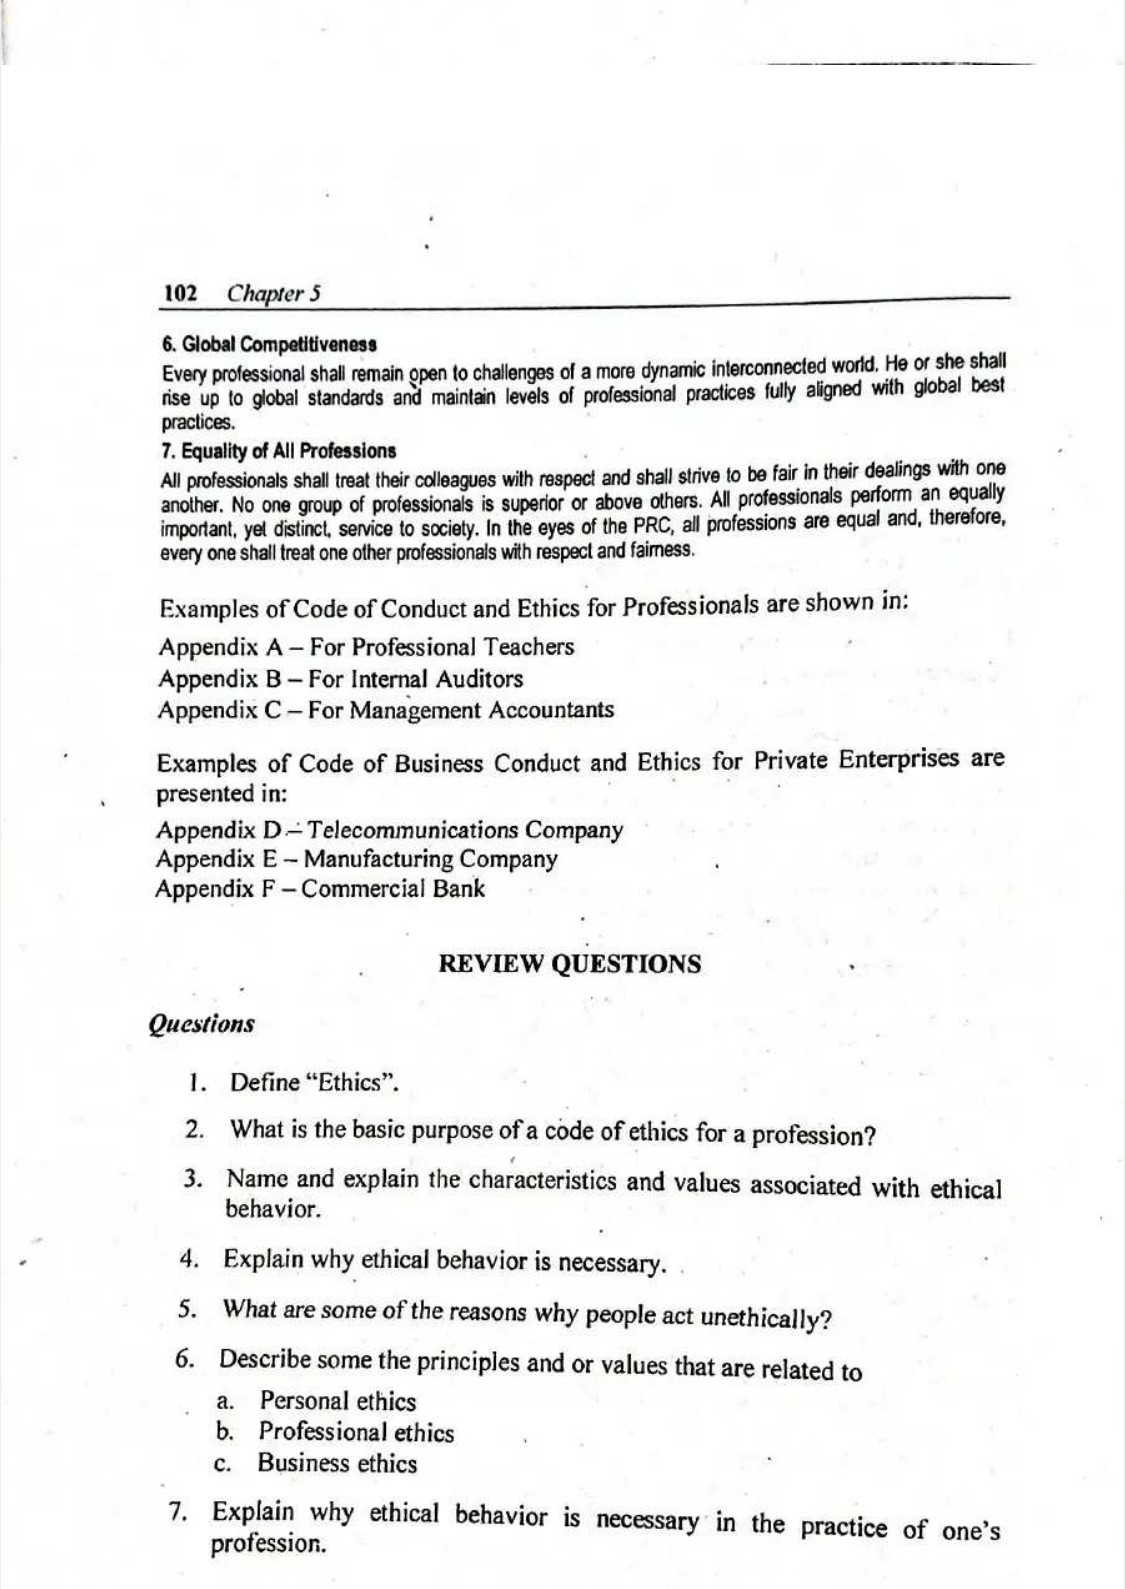 102 Chapter 5
6. Global Competitiveness
Every professional shall remain open to challenges of a more dynamic interconnected world. He or she shall
rise up to global standards and maintain levels of professional practices fully aligned with global best
practices.
7. Equality of All Professions
All professionals shall treat their colleagues with respect and shall strive to be fair in their dealings with one
another. No one group of professionals is superior or above others. All professionals perform an equally
important, yet distinct, service to society. In the eyes of the PRC, all professions are equal and, therefore,
every one shall treat one other professionals with respect and fairness.
Examples of Code of Conduct and Ethics for Professionals are shown in:
Appendix A – For Professional Teachers
Appendix B – For Internal Auditors
Appendix C – For Management Accountants
Examples of Code of Business Conduct and Ethics for Private Enterprises are
presented in:
Appendix D – Telecommunications Company
Appendix E – Manufacturing Company
Appendix F – Commercial Bank
REVIEW QUESTIONS
Questions
1. Define “Ethics”.
2. What is the basic purpose of a code of ethics for a profession?
3. Name and explain the characteristics and values associated with ethical
behavior.
4. Explain why ethical behavior is necessary.
5. What are some of the reasons why people act unethically?
6. Describe some the principles and or values that are related to
a. Personal ethics
b. Professional ethics
c. Business ethics
7. Explain why ethical behavior is necessary in the practice of one’s
profession.